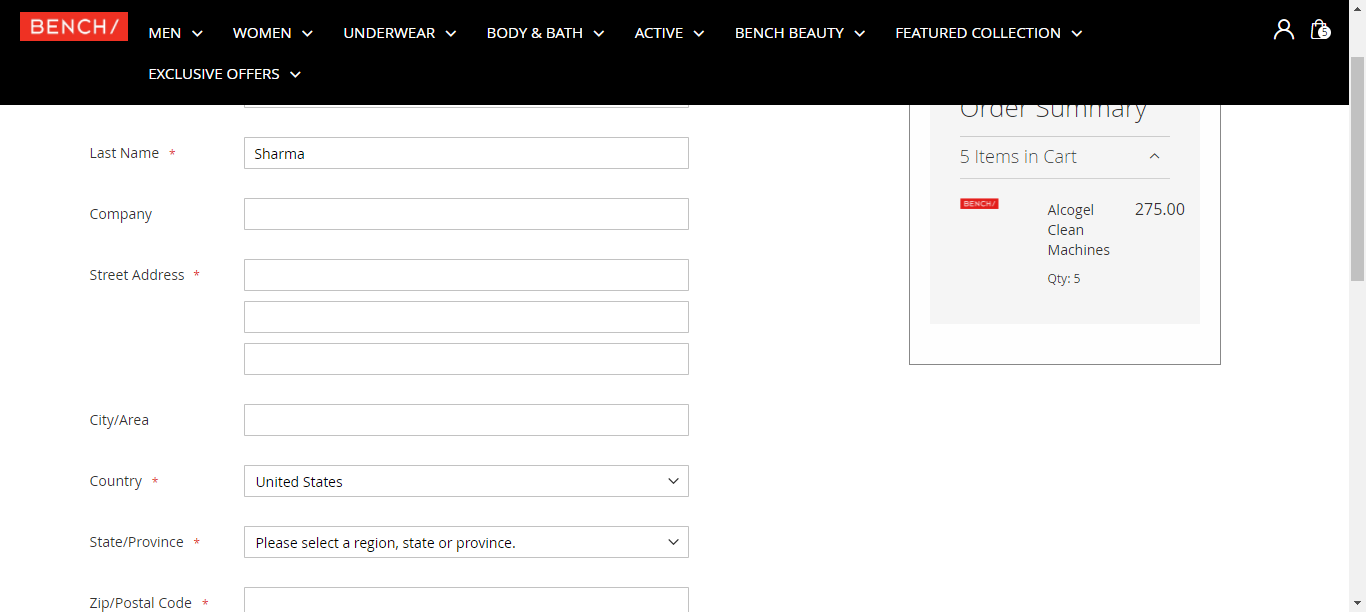 BENCH/
MEN
WOMEN
UNDERWEAR
BODY & BATH
ACTIVE
BENCH BEAUTY
FEATURED COLLECTION
5
EXCLUSIVE OFFERS
Order Summary
Last Name *
Sharma
5 Items in Cart
Company
BENCH/
Alcogel
Clean
Machines
275.00
Qty: 5
Street Address *
City/Area
Country *
United States
State/Province *
Please select a region, state or province.
Zip/Postal Code *